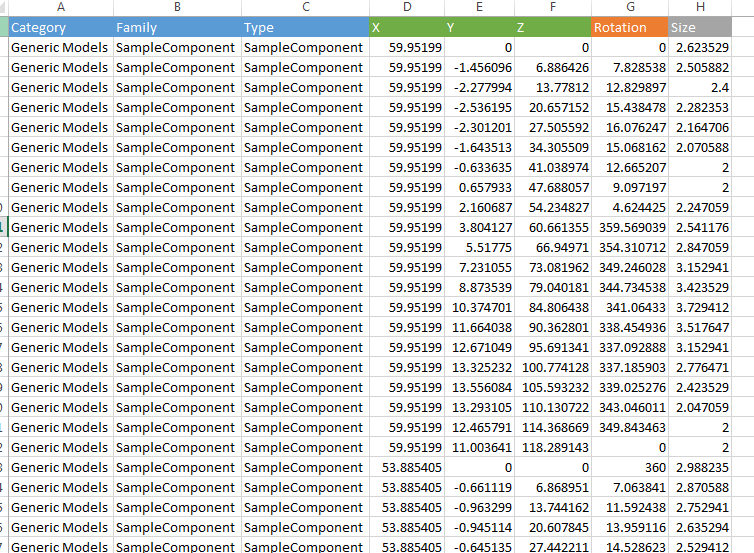 A B C D E F G H
Category Family Type X Y Z Rotation Size
Generic Models SampleComponent SampleComponent 59.95199 0 0 0 2.623529
Generic Models SampleComponent SampleComponent 59.95199 -1.456096 6.886426 7.828538 2.505882
Generic Models SampleComponent SampleComponent 59.95199 -2.277994 13.77812 12.829897 2.4
Generic Models SampleComponent SampleComponent 59.95199 -2.536195 20.657152 15.438478 2.282353
Generic Models SampleComponent SampleComponent 59.95199 -2.301201 27.505592 16.076247 2.164706
Generic Models SampleComponent SampleComponent 59.95199 -1.643513 34.305509 15.068162 2.070588
Generic Models SampleComponent SampleComponent 59.95199 -0.633635 41.038974 12.665207 2
Generic Models SampleComponent SampleComponent 59.95199 0.657933 47.688057 9.097197 2
Generic Models SampleComponent SampleComponent 59.95199 2.160687 54.234827 4.624425 2.247059
Generic Models SampleComponent SampleComponent 59.95199 3.804127 60.661355 359.569039 2.541176
Generic Models SampleComponent SampleComponent 59.95199 5.51775 66.94971 354.310712 2.847059
Generic Models SampleComponent SampleComponent 59.95199 7.231055 73.081962 349.246028 3.152941
Generic Models SampleComponent SampleComponent 59.95199 8.873539 79.040181 344.734538 3.423529
Generic Models SampleComponent SampleComponent 59.95199 10.374701 84.806438 341.06433 3.729412
Generic Models SampleComponent SampleComponent 59.95199 11.664038 90.362801 338.454936 3.517647
Generic Models SampleComponent SampleComponent 59.95199 12.671049 95.691341 337.092888 3.152941
Generic Models SampleComponent SampleComponent 59.95199 13.325232 100.774128 337.185903 2.776471
Generic Models SampleComponent SampleComponent 59.95199 13.556084 105.593232 339.025276 2.423529
Generic Models SampleComponent SampleComponent 59.95199 13.293105 110.130722 343.046011 2.047059
Generic Models SampleComponent SampleComponent 59.95199 12.465791 114.368669 349.843463 2
Generic Models SampleComponent SampleComponent 59.95199 11.003641 118.289143 0 2
Generic Models SampleComponent SampleComponent 53.885405 0 0 360 2.988235
Generic Models SampleComponent SampleComponent 53.885405 -0.661119 6.868951 7.063841 2.870588
Generic Models SampleComponent SampleComponent 53.885405 -0.963299 13.744162 11.592438 2.752941
Generic Models SampleComponent SampleComponent 53.885405 -0.945114 20.607845 13.959116 2.635294
Generic Models SampleComponent SampleComponent 53.885405 -0.645135 27.442211 14.528623 2.529412